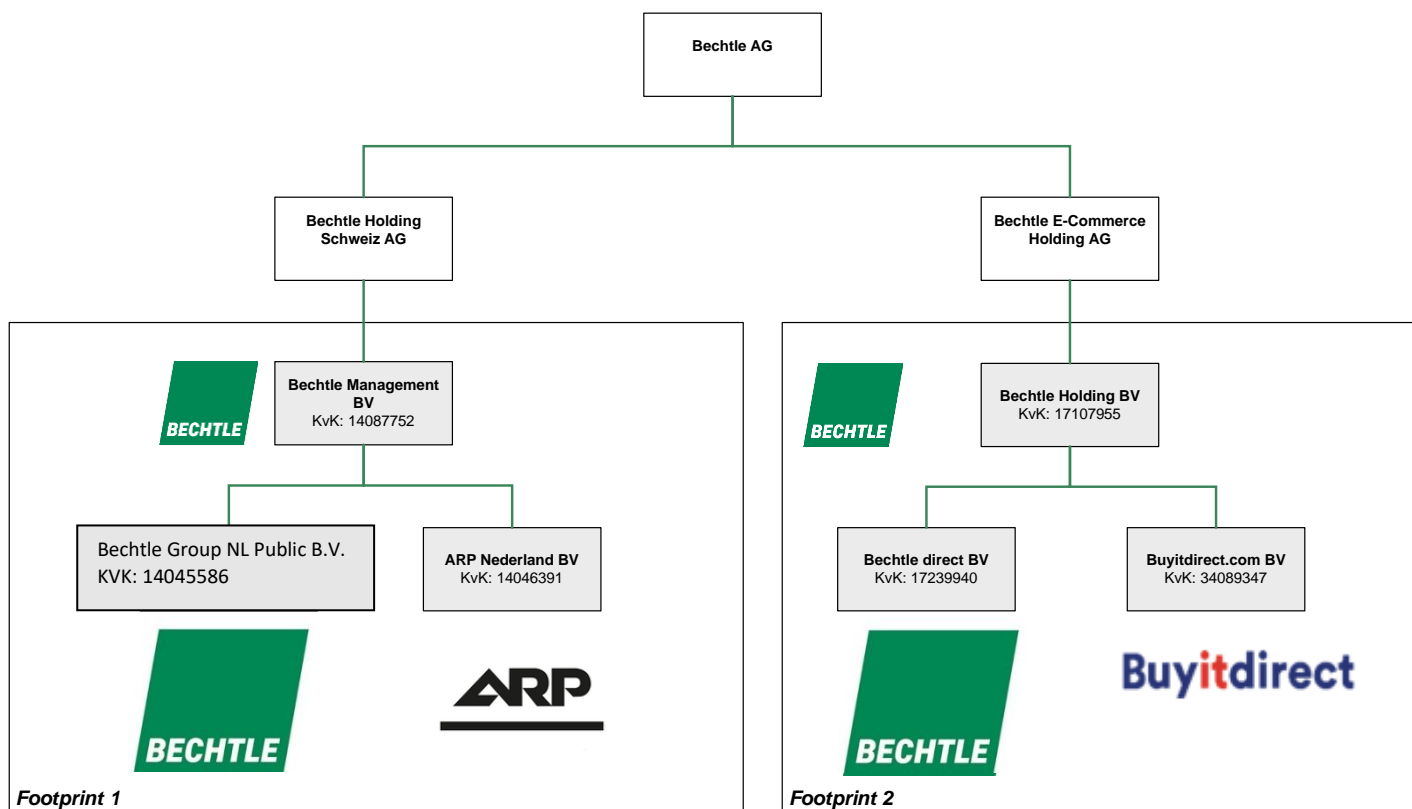 Bechtle AG
Bechtle Holding
Schweiz AG
Bechtle E-Commerce
Holding AG
BECHTLE
Bechtle Management
BV
KvK: 14087752
Bechtle Group NL Public B.V.
KVK: 14045586
ARP Nederland BV
KvK: 14046391
BECHTLE
ARP
Footprint 1
BECHTLE
Bechtle Holding BV
KvK: 17107955
Bechtle direct BV
KvK: 17239940
Buyitdirect.com BV
KvK: 34089347
BECHTLE
Buyitdirect
Footprint 2